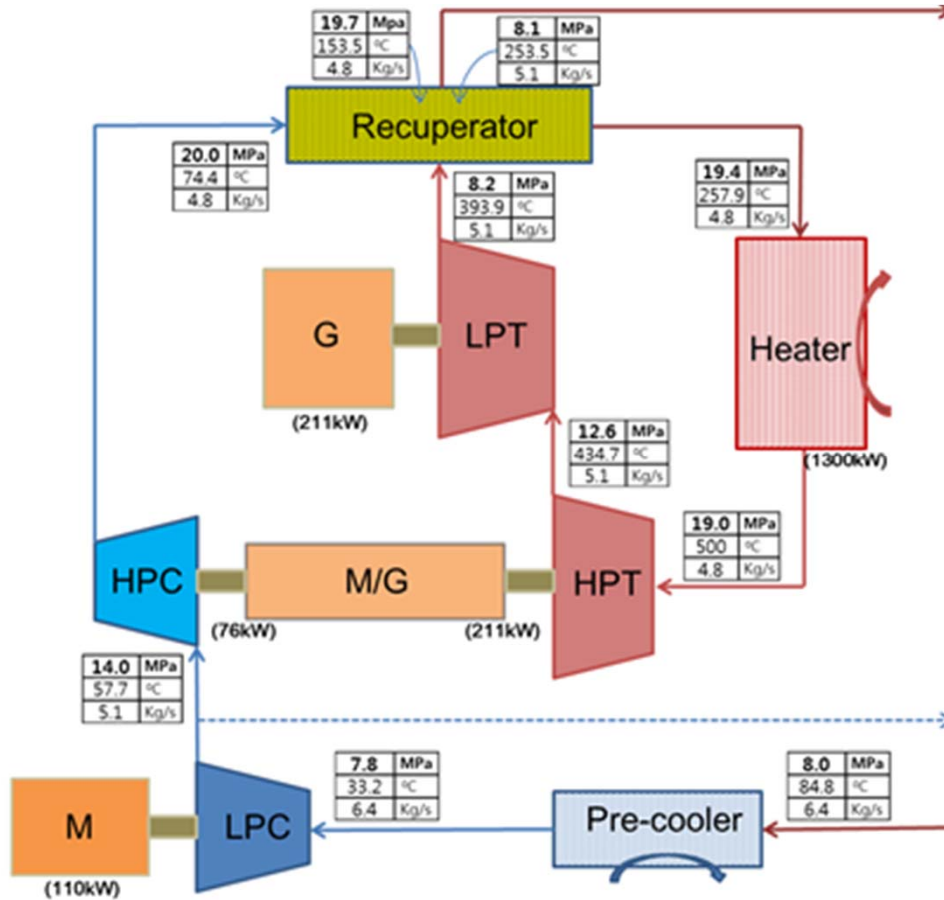 19.7 Mpa
153.5 ºC
4.8 Kg/s
8.1 MPa
253.5 ºC
5.1 Kg/s
Recuperator
20.0 MPa
74.4 ºC
4.8 Kg/s
8.2 MPa
393.9 ºC
5.1 Kg/s
19.4 MPa
257.9 ºC
4.8 Kg/s
G
LPT
Heater
(211kW)
(1300kW)
12.6 MPa
434.7 ºC
5.1 Kg/s
19.0 MPa
500 ºC
4.8 Kg/s
HPC
M/G
HPT
(76kW)
(211kW)
14.0 MPa
57.7 ºC
5.1 Kg/s
7.8 MPa
33.2 ºC
6.4 Kg/s
8.0 MPa
84.8 ºC
6.4 Kg/s
M
LPC
Pre-cooler
(110kW)